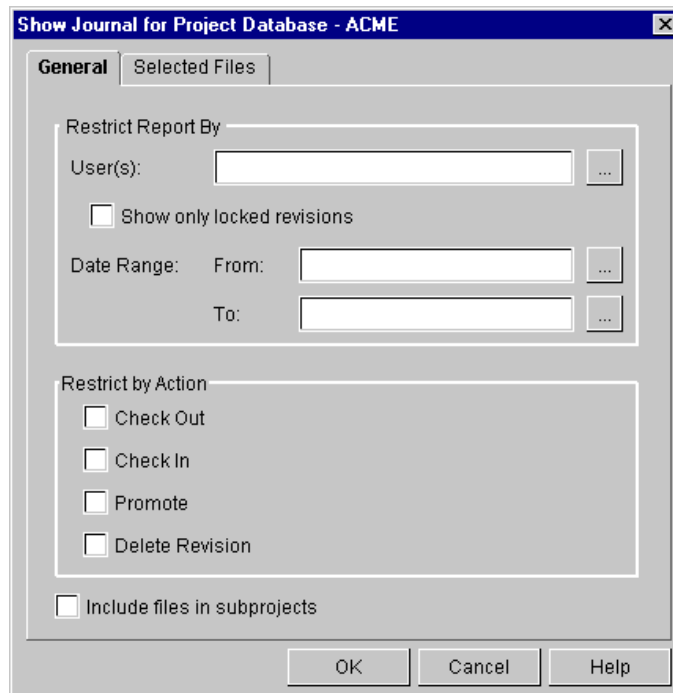 Show Journal for Project Database - ACME
General Selected Files
Restrict Report By
User(s): ...
Show only locked revisions
Date Range: From: ...
To: ...
Restrict by Action
Check Out
Check In
Promote
Delete Revision
Include files in subprojects
OK Cancel Help